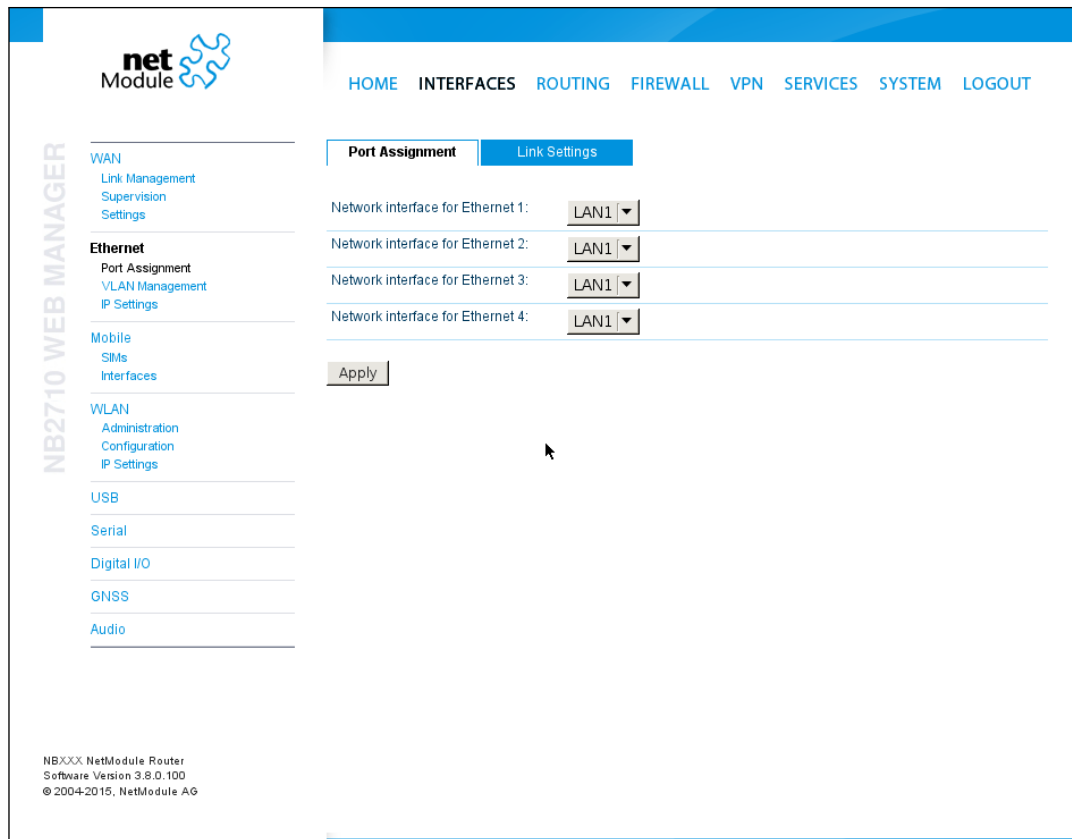 net
Module
HOME INTERFACES ROUTING FIREWALL VPN SERVICES SYSTEM LOGOUT
NB2710 WEB MANAGER
WAN
Link Management
Supervision
Settings
Ethernet
Port Assignment
VLAN Management
IP Settings
Mobile
SIMs
Interfaces
WLAN
Administration
Configuration
IP Settings
USB
Serial
Digital I/O
GNSS
Audio
Port Assignment Link Settings
Network interface for Ethernet 1: LAN1
Network interface for Ethernet 2: LAN1
Network interface for Ethernet 3: LAN1
Network interface for Ethernet 4: LAN1
Apply
NBXXX NetModule Router
Software Version 3.8.0.100
© 2004-2015, NetModule AG